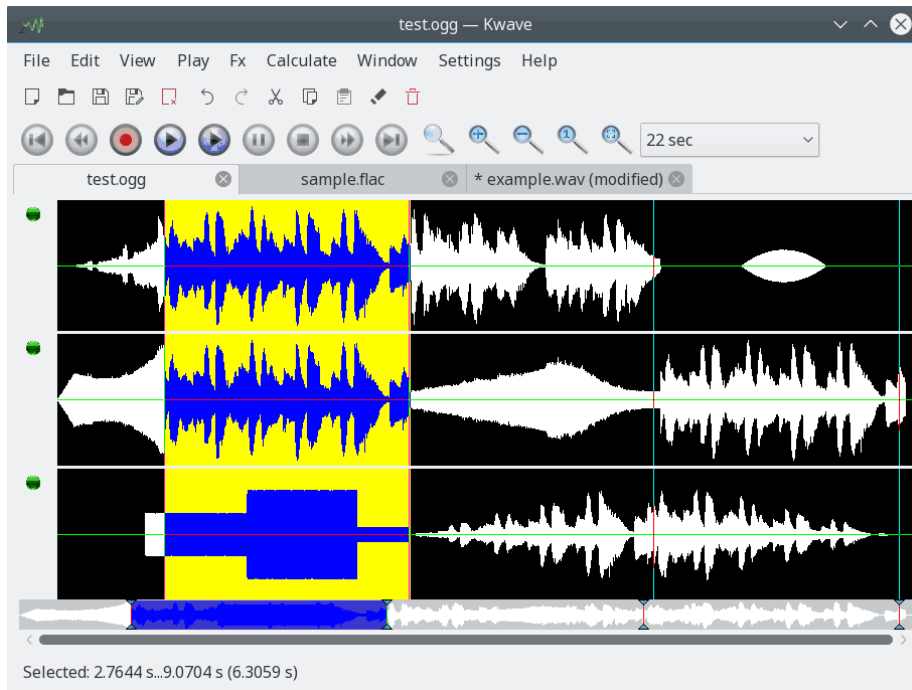 test.ogg — Kwave
File Edit View Play Fx Calculate Window Settings Help
1
22 sec
test.ogg sample.flac * example.wav (modified)
Selected: 2.7644 s...9.0704 s (6.3059 s)